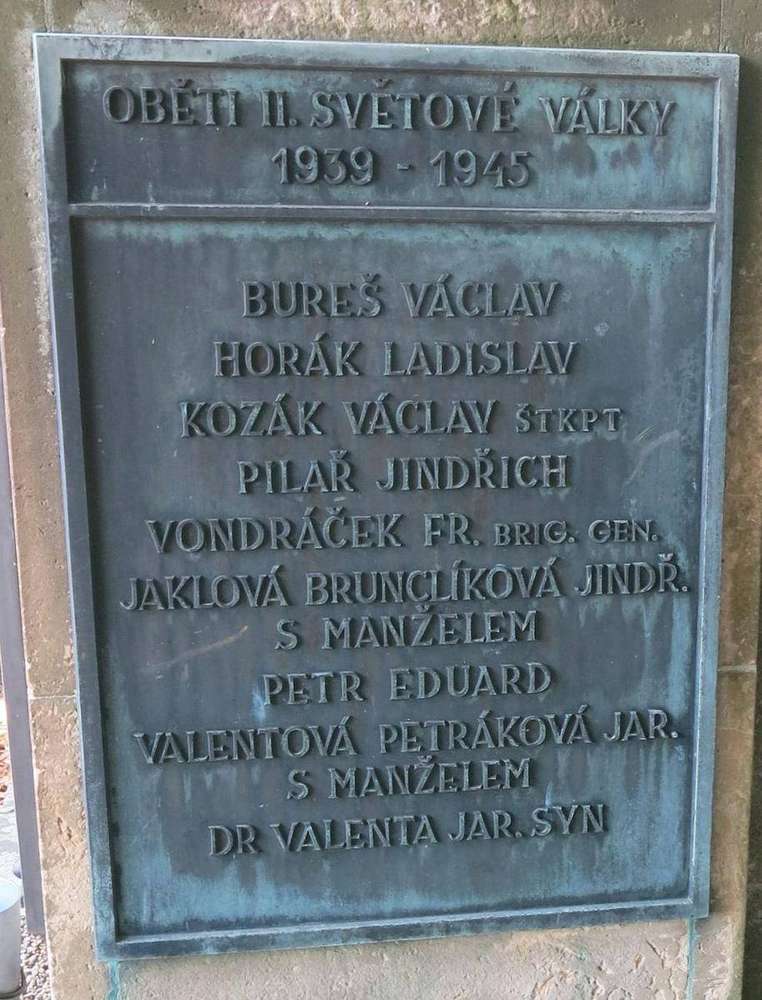 OBĚTI II. SVĚTOVÉ VÁLKY
1939 - 1945
BUREŠ VÁCLAV
HORÁK LADISLAV
KOZÁK VÁCLAV ŠTKPT
PILAŘ JINDŘICH
VONDRÁČEK FR. BRIG. GEN.
JAKLOVÁ BRUNCLÍKOVÁ JINDŘ.
S MANŽELEM
PETR EDUARD
VALENTOVÁ PETRÁKOVÁ JAR.
S MANŽELEM
DR VALENTA JAR. SYN